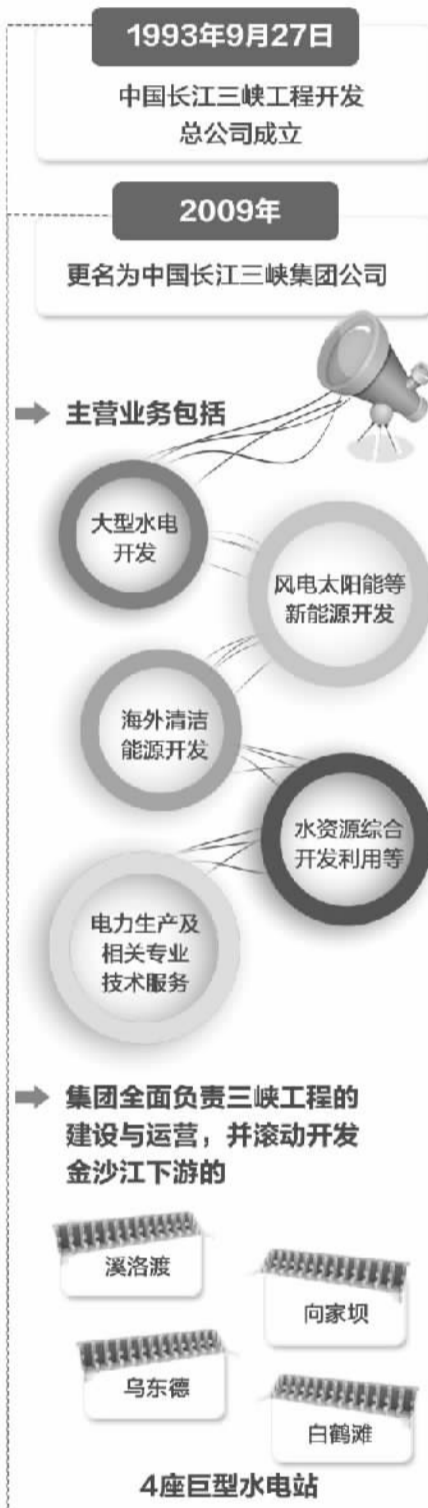 1993年9月27日
中国长江三峡工程开发
总公司成立
2009年
更名为中国长江三峡集团公司
主营业务包括
大型水电
开发
风电太阳能等
新能源开发
海外清洁
能源开发
水资源综合
开发利用等
电力生产及
相关专业
技术服务
集团全面负责三峡工程的
建设与运营，并滚动开发
金沙江下游的
溪洛渡
向家坝
乌东德
白鹤滩
4座巨型水电站